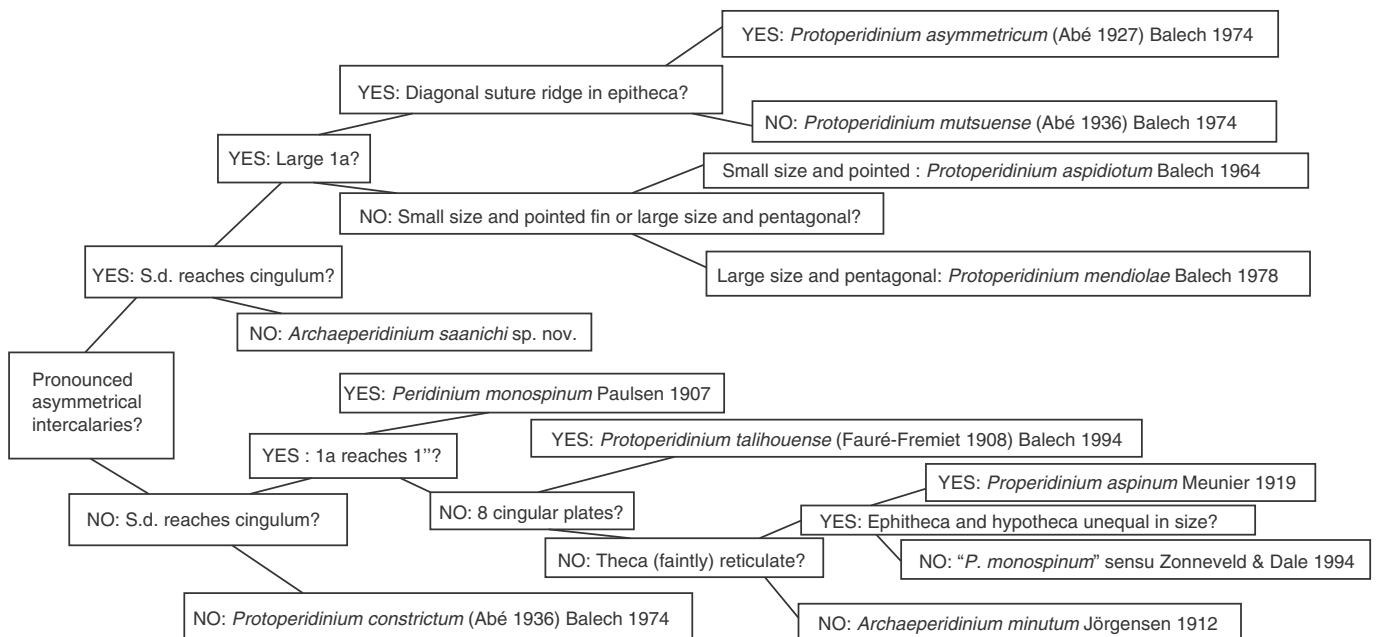 YES: Protoperidinium asymmetricum (Abé 1927) Balech 1974
YES: Diagonal suture ridge in epitheca?
NO: Protoperidinium mutsuense (Abé 1936) Balech 1974
YES: Large 1a?
Small size and pointed : Protoperidinium aspidiotum Balech 1964
NO: Small size and pointed fin or large size and pentagonal?
YES: S.d. reaches cingulum?
Large size and pentagonal: Protoperidinium mendiolae Balech 1978
NO: Archaeperidinium saanichi sp. nov.
Pronounced
asymmetrical
intercalaries?
YES: Peridinium monospinum Paulsen 1907
YES : 1a reaches 1''?
YES: Protoperidinium talihouense (Fauré-Fremiet 1908) Balech 1994
NO: S.d. reaches cingulum?
NO: 8 cingular plates?
YES: Properidinium aspinum Meunier 1919
YES: Ephitheca and hypotheca unequal in size?
NO: Theca (faintly) reticulate?
NO: “P. monospinum” sensu Zonneveld & Dale 1994
NO: Protoperidinium constrictum (Abé 1936) Balech 1974
NO: Archaeperidinium minutum Jörgensen 1912